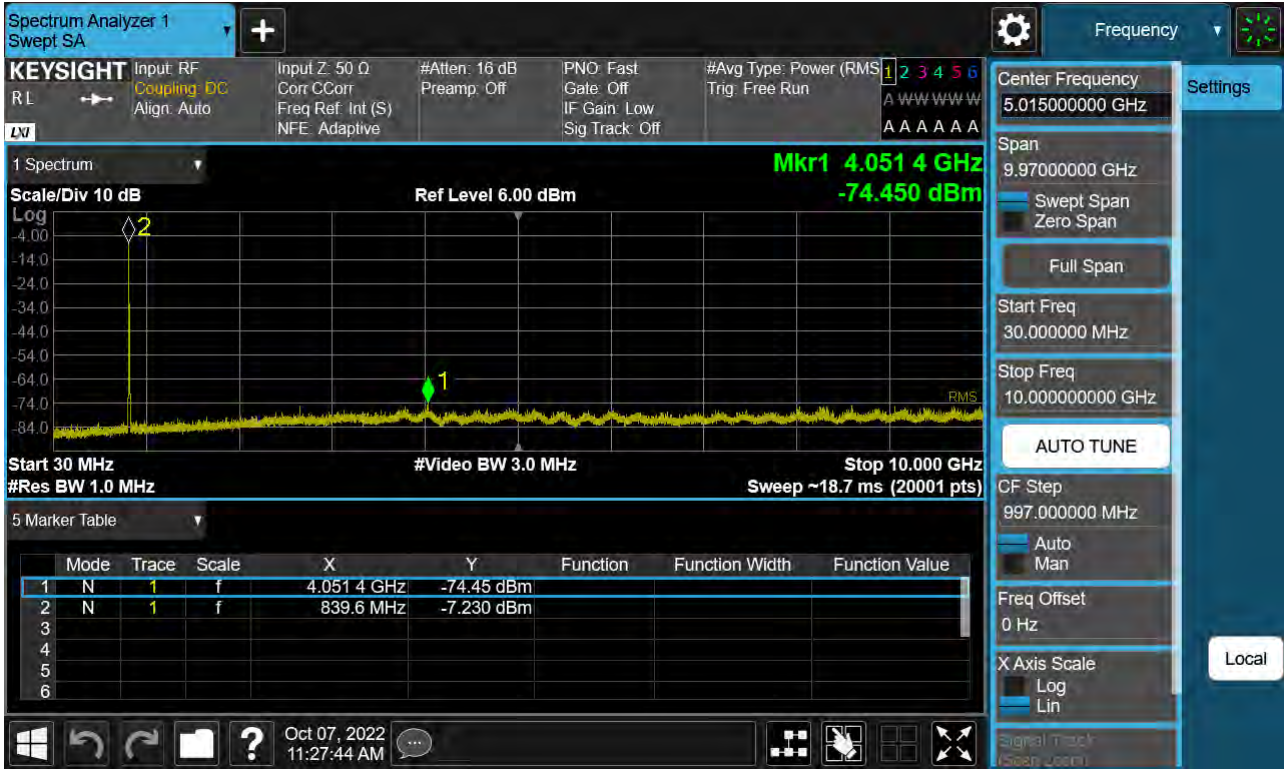 Spectrum Analyzer 1
Swept SA
+
Frequency
KEYSIGHT
RL
LXI
Input: RF
Coupling: DC
Align: Auto
Input Z: 50 Ω
Corr CCorr
Freq Ref: Int (S)
NFE: Adaptive
#Atten: 16 dB
Preamp: Off
PNO: Fast
Gate: Off
IF Gain: Low
Sig Track: Off
#Avg Type: Power (RMS
Trig: Free Run
1 2 3 4 5 6
A W W W W W
A A A A A A
1 Spectrum
Mkr1 4.051 4 GHz
-74.450 dBm
Scale/Div 10 dB
Ref Level 6.00 dBm
Log
-4.00
-14.0
-24.0
-34.0
-44.0
-54.0
-64.0
-74.0
-84.0
2
1
RMS
Start 30 MHz
#Video BW 3.0 MHz
Stop 10.000 GHz
#Res BW 1.0 MHz
Sweep ~18.7 ms (20001 pts)
5 Marker Table
Mode Trace Scale X Y Function Function Width Function Value
1 N 1 f 4.051 4 GHz -74.45 dBm
2 N 1 f 839.6 MHz -7.230 dBm
3
4
5
6
?
Oct 07, 2022
11:27:44 AM
Center Frequency
5.015000000 GHz
Settings
Span
9.97000000 GHz
Swept Span
Zero Span
Full Span
Start Freq
30.000000 MHz
Stop Freq
10.000000000 GHz
AUTO TUNE
CF Step
997.000000 MHz
Auto
Man
Freq Offset
0 Hz
X Axis Scale
Log
Lin
Local
Signal Track
(Span Zoom)